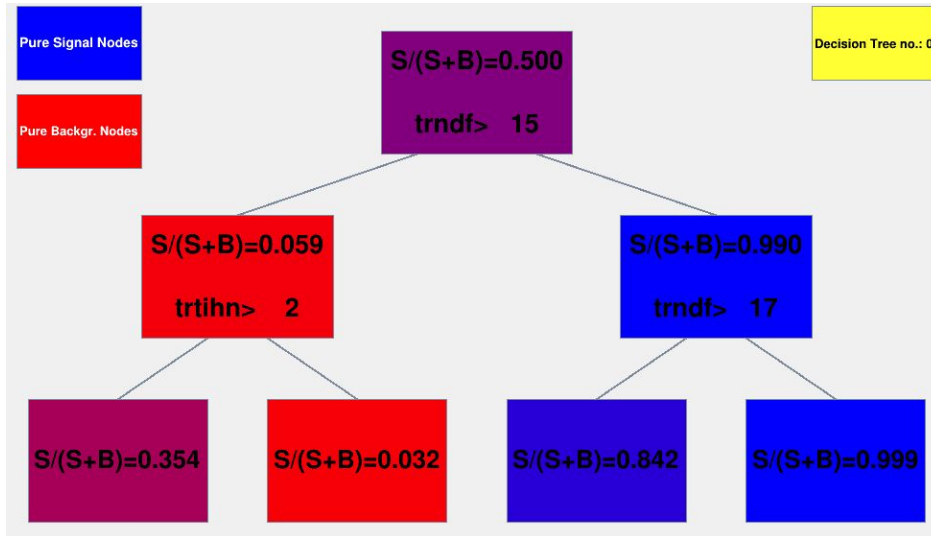 Pure Signal Nodes
Pure Backgr. Nodes
Decision Tree no.: 0
S/(S+B)=0.500
trndf> 15
S/(S+B)=0.059
trtihn> 2
S/(S+B)=0.990
trndf> 17
S/(S+B)=0.354
S/(S+B)=0.032
S/(S+B)=0.842
S/(S+B)=0.999